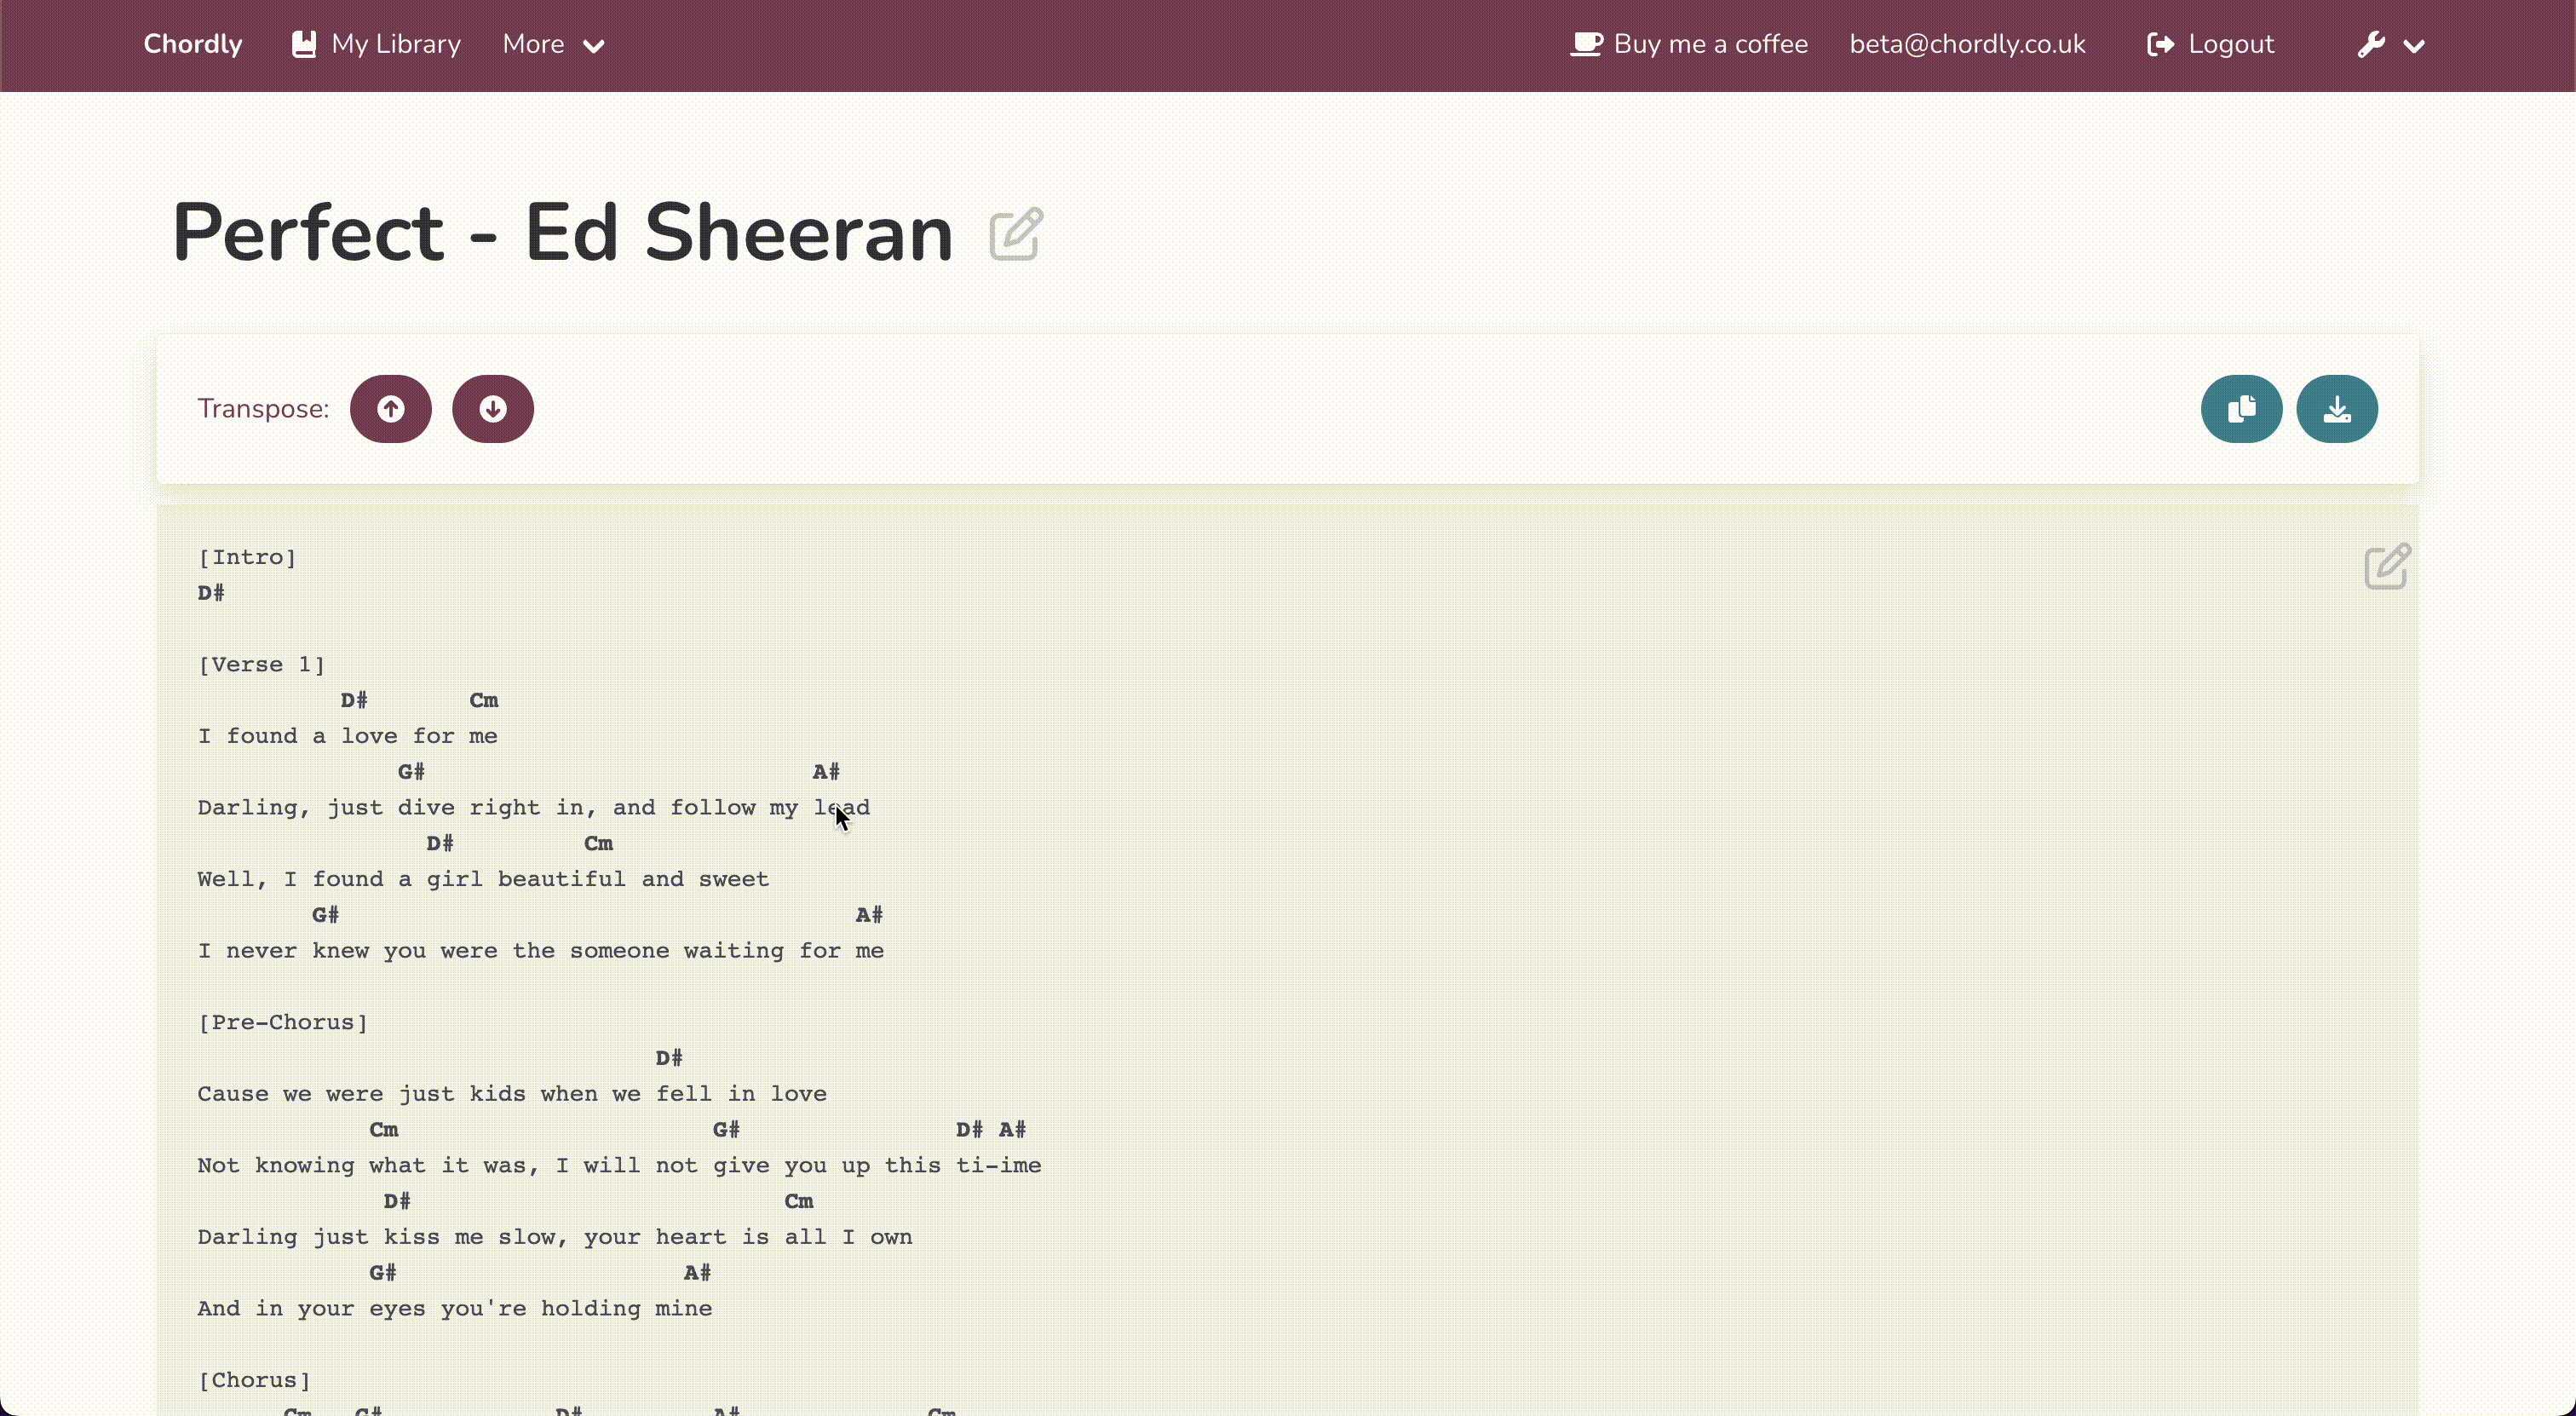 Chordly My Library More Buy me a coffee beta@chordly.co.uk Logout
Perfect - Ed Sheeran
Transpose:
[Intro]
D#
[Verse 1]
D# Cm
I found a love for me
G# A#
Darling, just dive right in, and follow my lead
D# Cm
Well, I found a girl beautiful and sweet
G# A#
I never knew you were the someone waiting for me
[Pre-Chorus]
D#
Cause we were just kids when we fell in love
Cm G# D# A#
Not knowing what it was, I will not give you up this ti-ime
D# Cm
Darling just kiss me slow, your heart is all I own
G# A#
And in your eyes you're holding mine
[Chorus]
Cm G# D# A# Cm